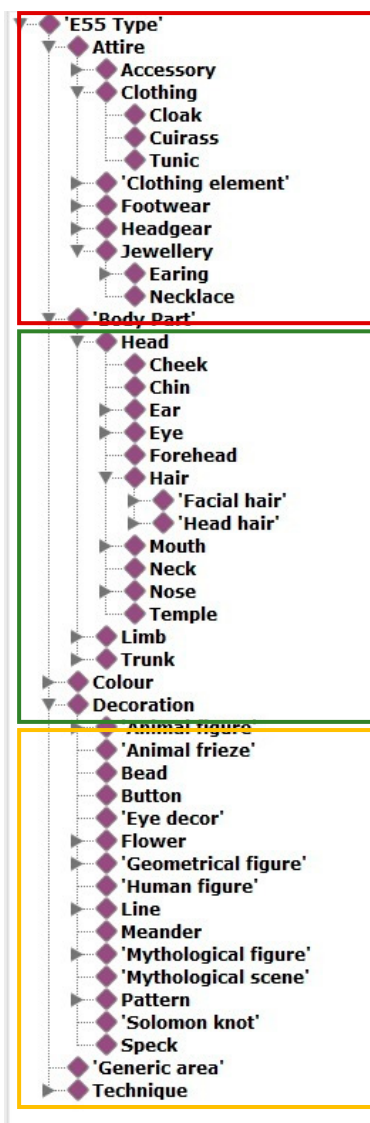 'E55 Type'
Attire
Accessory
Clothing
Cloak
Cuirass
Tunic
'Clothing element'
Footwear
Headgear
Jewellery
Earing
Necklace
'Body Part'
Head
Cheek
Chin
Ear
Eye
Forehead
Hair
'Facial hair'
'Head hair'
Mouth
Neck
Nose
Temple
Limb
Trunk
Colour
Decoration
'Animal figure'
'Animal frieze'
Bead
Button
'Eye decor'
Flower
'Geometrical figure'
'Human figure'
Line
Meander
'Mythological figure'
'Mythological scene'
Pattern
'Solomon knot'
Speck
'Generic area'
Technique